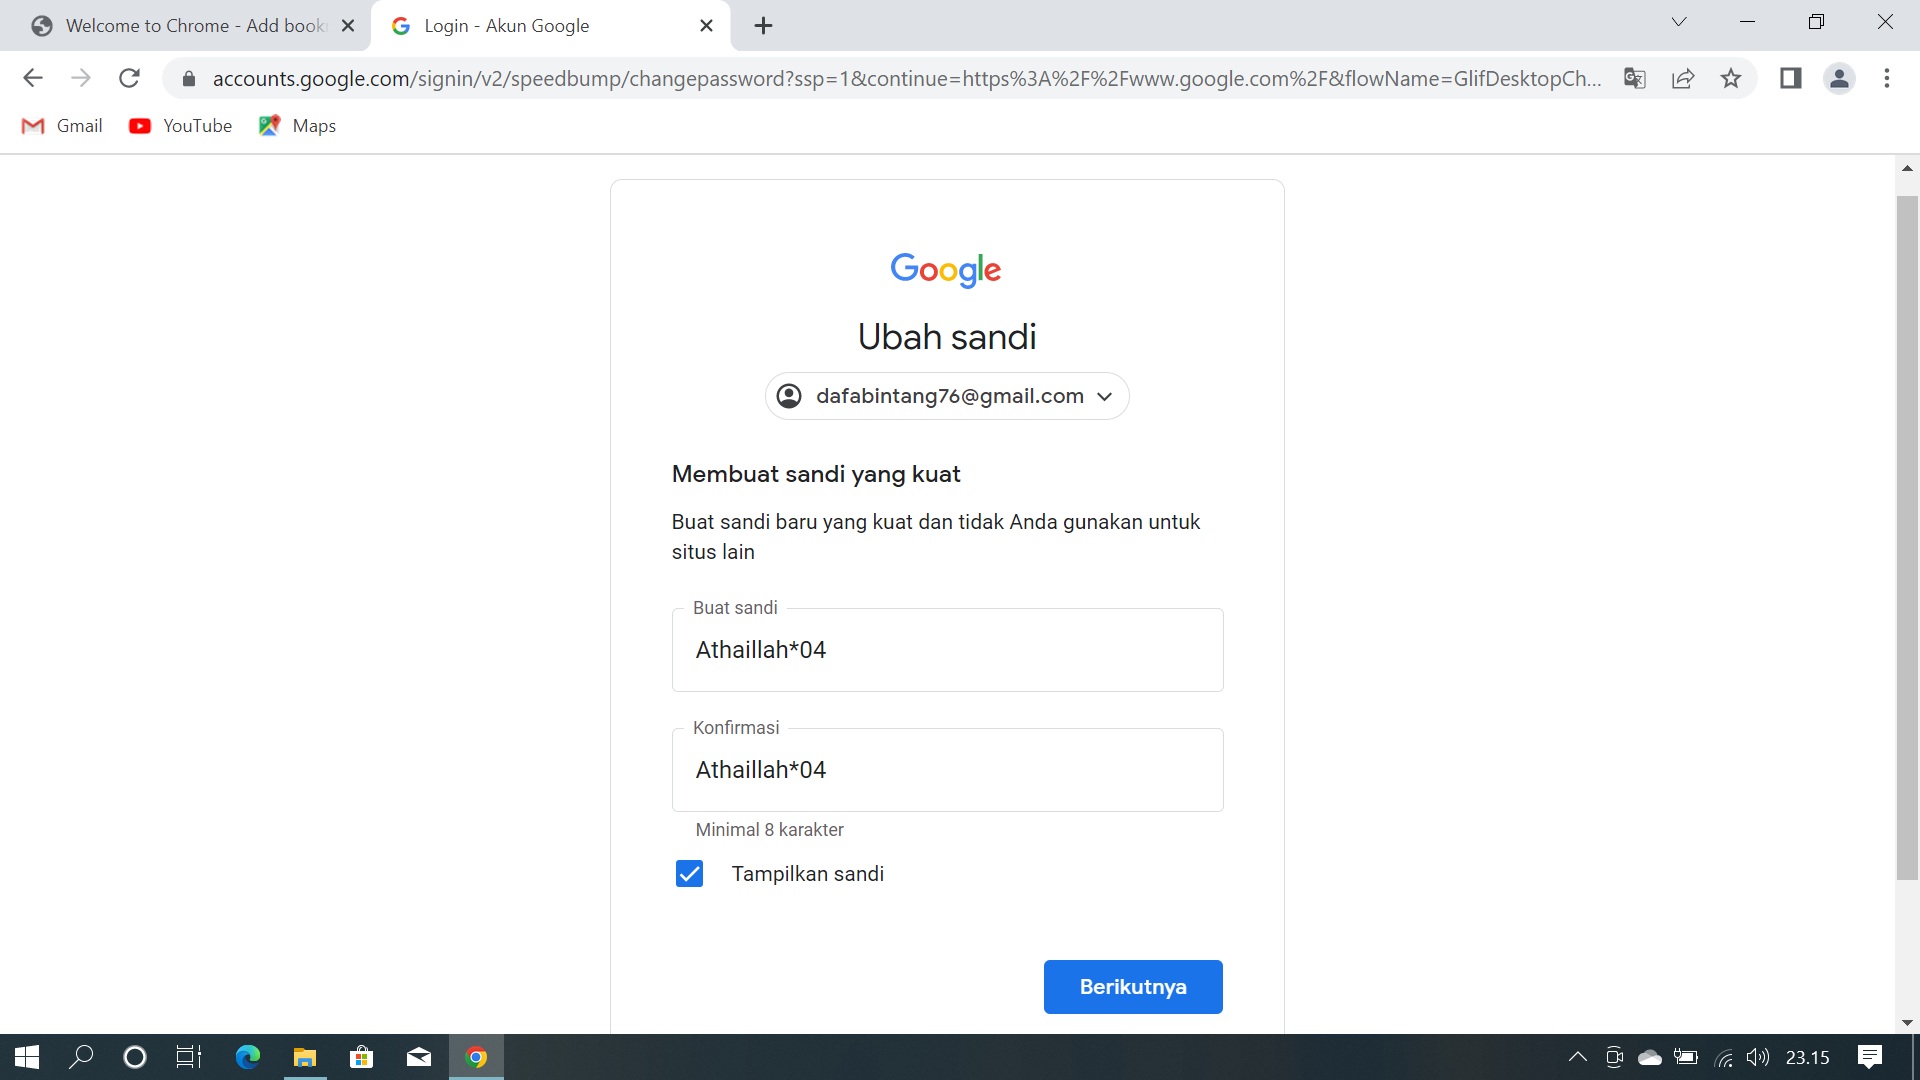 Welcome to Chrome - Add book
Login - Akun Google
accounts.google.com/signin/v2/speedbump/changepassword?ssp=1&continue=https%3A%2F%2Fwww.google.com%2F&flowName=GlifDesktopCh...
Gmail
YouTube
Maps
Google
Ubah sandi
dafabintang76@gmail.com
Membuat sandi yang kuat
Buat sandi baru yang kuat dan tidak Anda gunakan untuk
situs lain
Buat sandi
Athaillah*04
Konfirmasi
Athaillah*04
Minimal 8 karakter
Tampilkan sandi
Berikutnya
23.15